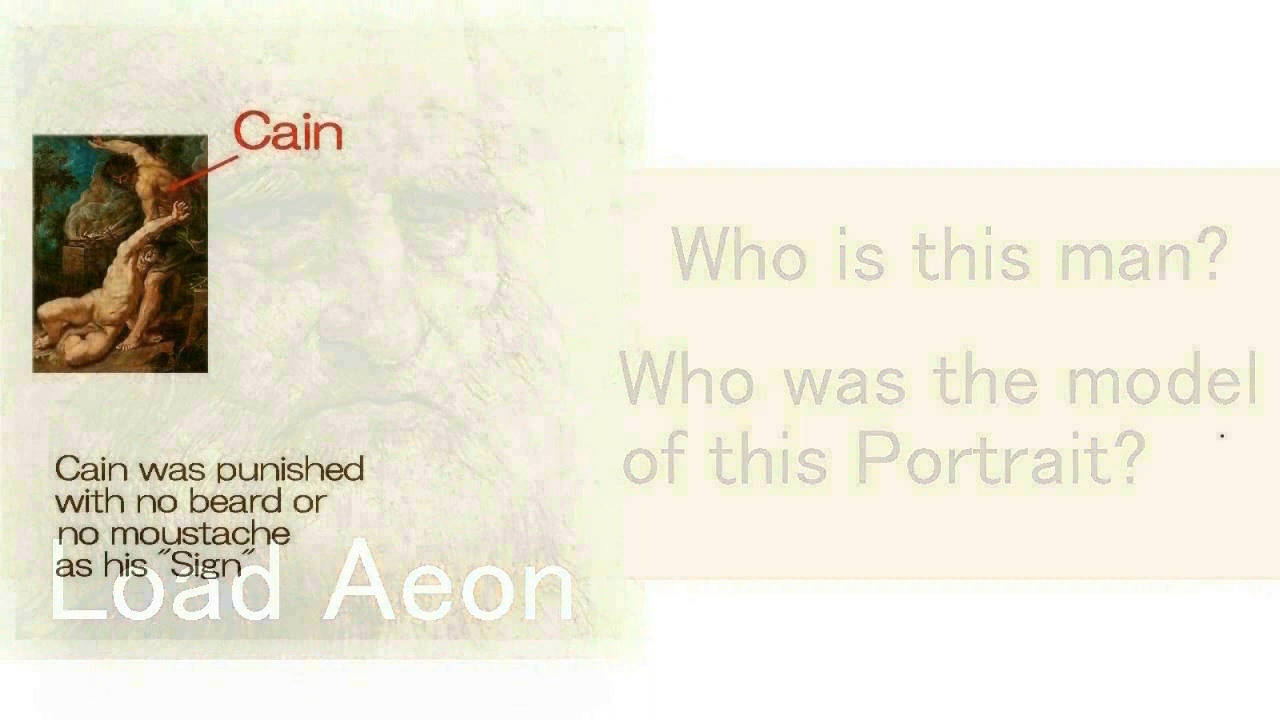 Cain
Cain was punished
with no beard or
no moustache
as his "Sign"
Load Aeon
Who is this man?
Who was the model
of this Portrait?